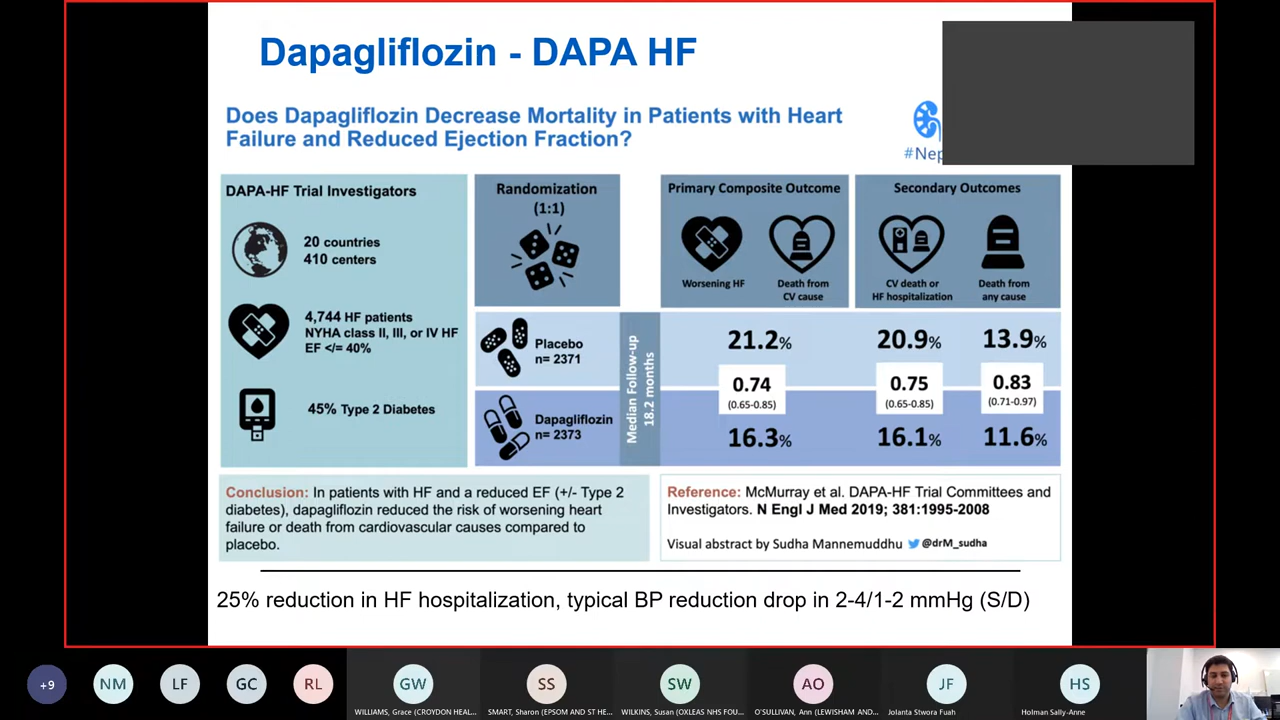 Dapagliflozin - DAPA HF
Does Dapagliflozin Decrease Mortality in Patients with Heart
Failure and Reduced Ejection Fraction?
#Nep
DAPA-HF Trial Investigators
20 countries
410 centers
4,744 HF patients
NYHA class II, III, or IV HF
EF </= 40%
45% Type 2 Diabetes
Randomization
(1:1)
Placebo
n= 2371
Dapagliflozin
n= 2373
Median Follow-up
18.2 months
Primary Composite Outcome
Worsening HF
Death from
CV cause
Secondary Outcomes
CV death or
HF hospitalization
Death from
any cause
21.2% 20.9% 13.9%
0.74 0.75 0.83
(0.65-0.85) (0.65-0.85) (0.71-0.97)
16.3% 16.1% 11.6%
Conclusion: In patients with HF and a reduced EF (+/- Type 2
diabetes), dapagliflozin reduced the risk of worsening heart
failure or death from cardiovascular causes compared to
placebo.
Reference: McMurray et al. DAPA-HF Trial Committees and
Investigators. N Engl J Med 2019; 381:1995-2008
Visual abstract by Sudha Mannemuddhu @drM_sudha
25% reduction in HF hospitalization, typical BP reduction drop in 2-4/1-2 mmHg (S/D)
+9 NM LF GC RL GW SS SW AO JF HS
WILLIAMS, Grace (CROYDON HEAL...
SMART, Sharon (EPSOM AND ST HE...
WILKINS, Susan (OXLEAS NHS FOU...
O'SULLIVAN, Ann (LEWISHAM AND...
Jolanta Stwora Fuah
Holman Sally-Anne